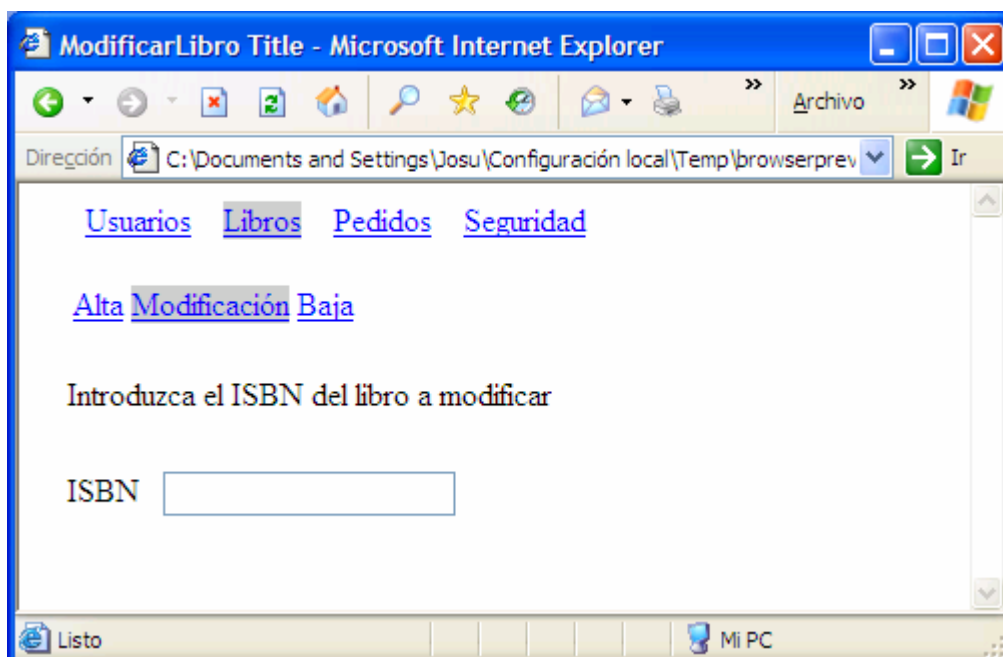 ModificarLibro Title - Microsoft Internet Explorer
» Archivo »
Dirección C:\Documents and Settings\Josu\Configuración local\Temp\browserprev Ir
Usuarios Libros Pedidos Seguridad
Alta Modificación Baja
Introduzca el ISBN del libro a modificar
ISBN
Listo Mi PC